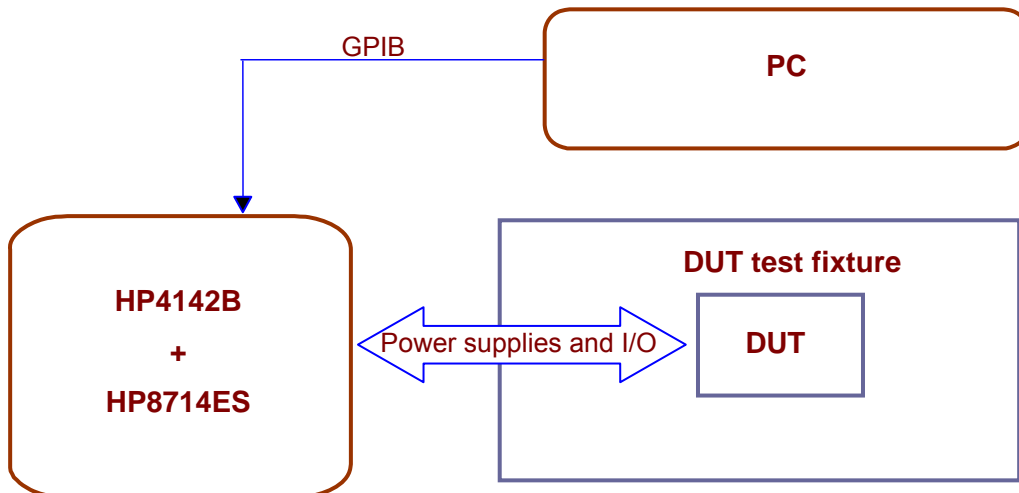 GPIB
PC
HP4142B
+
HP8714ES
Power supplies and I/O
DUT test fixture
DUT